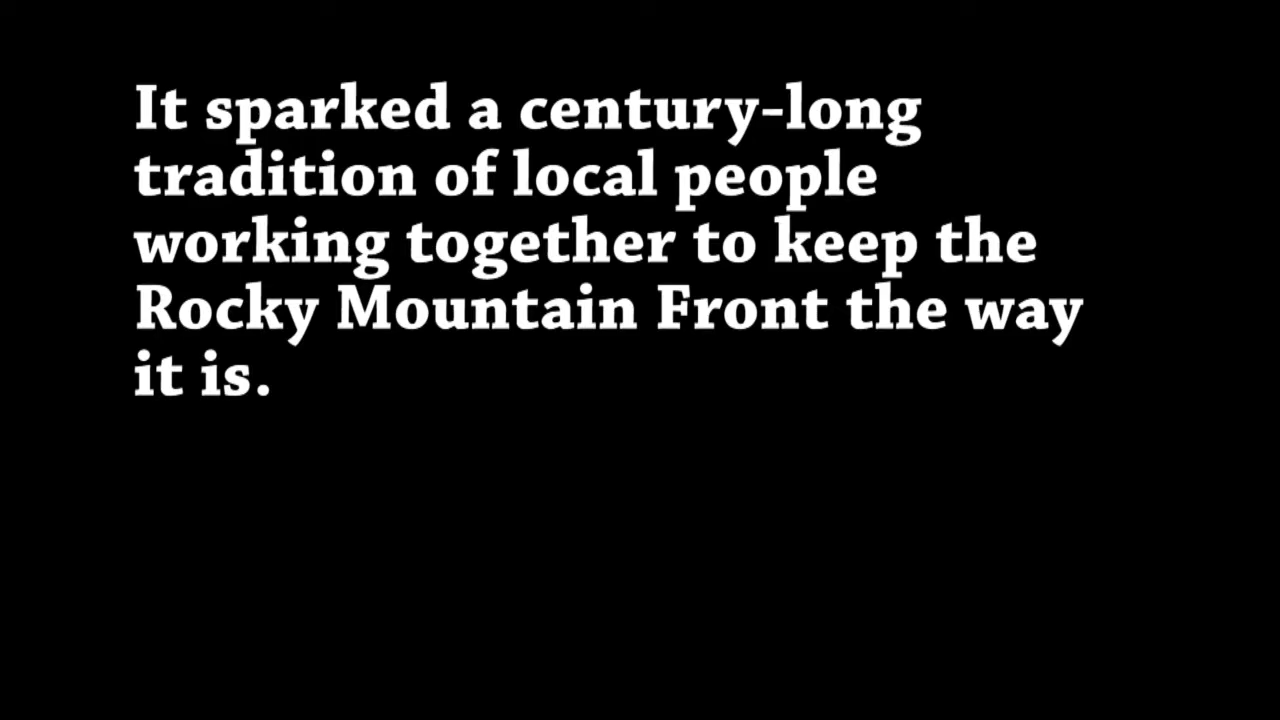 It sparked a century-long
tradition of local people
working together to keep the
Rocky Mountain Front the way
it is.